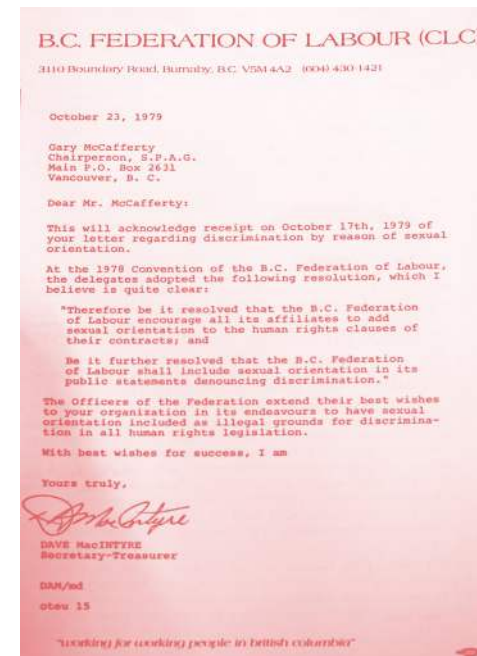 B.C. FEDERATION OF LABOUR (CLC
3110 Boundary Road, Burnaby, B.C. V5M 4A2 (604) 430-1421
October 23, 1979
Gary McCafferty
Chairperson, S.P.A.G.
Main P.O. Box 2631
Vancouver, B. C.
Dear Mr. McCafferty:
This will acknowledge receipt on October 17th, 1979 of
your letter regarding discrimination by reason of sexual
orientation.
At the 1978 Convention of the B.C. Federation of Labour,
the delegates adopted the following resolution, which I
believe is quite clear:
"Therefore be it resolved that the B.C. Federation
of Labour encourage all its affiliates to add
sexual orientation to the human rights clauses of
their contracts; and
Be it further resolved that the B.C. Federation
of Labour shall include sexual orientation in its
public statements denouncing discrimination."
The Officers of the Federation extend their best wishes
to your organization in its endeavours to have sexual
orientation included as illegal grounds for discrimina-
tion in all human rights legislation.
With best wishes for success, I am
Yours truly,
DAMacIntyre
DAVE MacINTYRE
Secretary-Treasurer
DAM/md
oteu 15
"working for working people in british columbia"